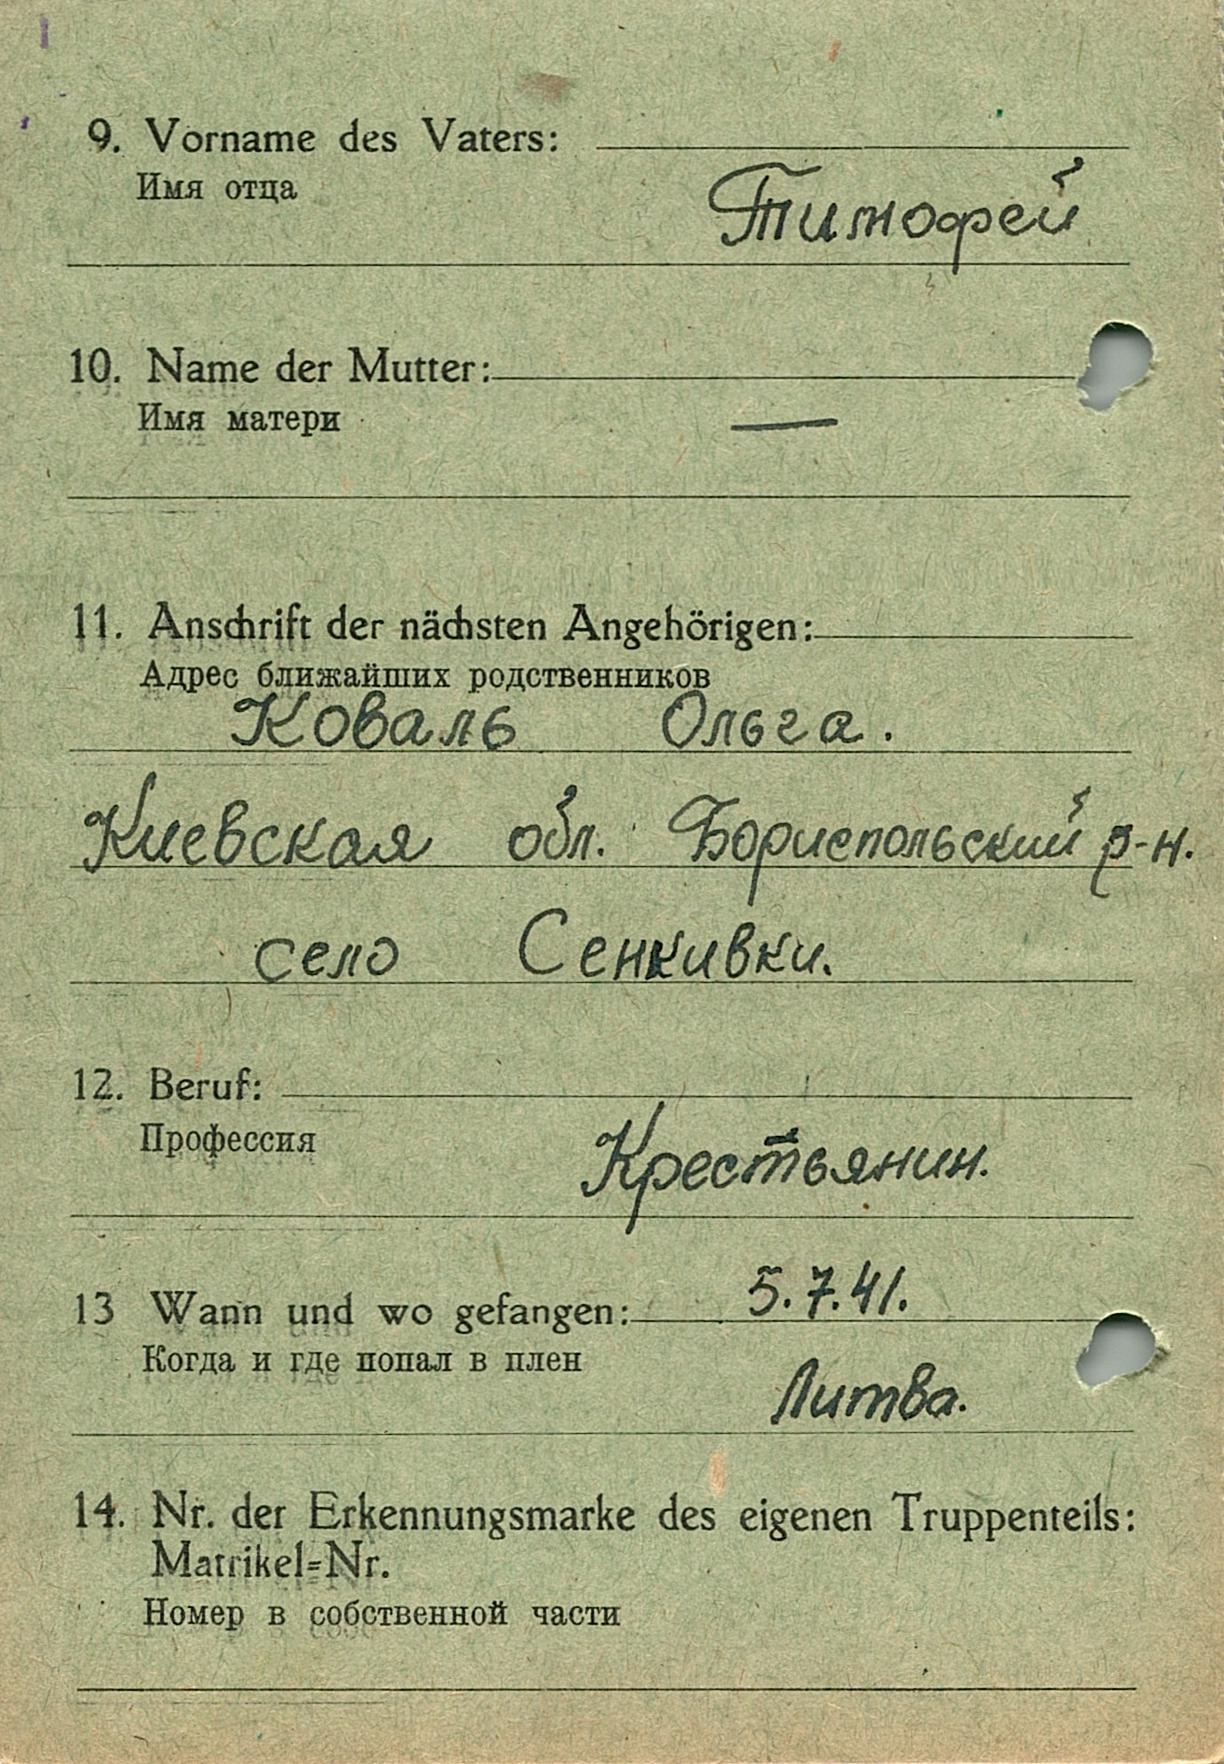 9. Vorname des Vaters:
Имя отца
Тимофей
10. Name der Mutter:
Имя матери
—
11. Anschrift der nächsten Angehörigen:
Адрес ближайших родственников
Коваль Ольга.
Киевская обл. Бориспольский р-н.
село Сенкивки.
12. Beruf:
Профессия
Крестьянин.
13 Wann und wo gefangen: 5.7.41.
Когда и где попал в плен
Литва.
14. Nr. der Erkennungsmarke des eigenen Truppenteils:
Matrikel=Nr.
Номер в собственной части